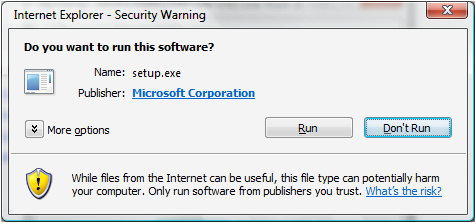 Internet Explorer - Security Warning
Do you want to run this software?
Name: setup.exe
Publisher: Microsoft Corporation
More options Run Don't Run
While files from the Internet can be useful, this file type can potentially harm
your computer. Only run software from publishers you trust. What's the risk?